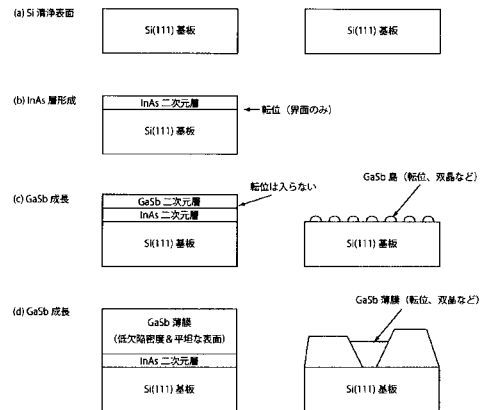 (a) Si 清浄表面
Si(111) 基板
Si(111) 基板
(b) InAs 層形成
InAs 二次元層
Si(111) 基板
転位（界面のみ）
(c) GaSb 成長
転位は入らない
GaSb 二次元層
InAs 二次元層
Si(111) 基板
GaSb 島（転位、双晶など）
Si(111) 基板
(d) GaSb 成長
GaSb 薄膜
（低欠陥密度＆平坦な表面）
InAs 二次元層
Si(111) 基板
GaSb 薄膜（転位、双晶など）
Si(111) 基板